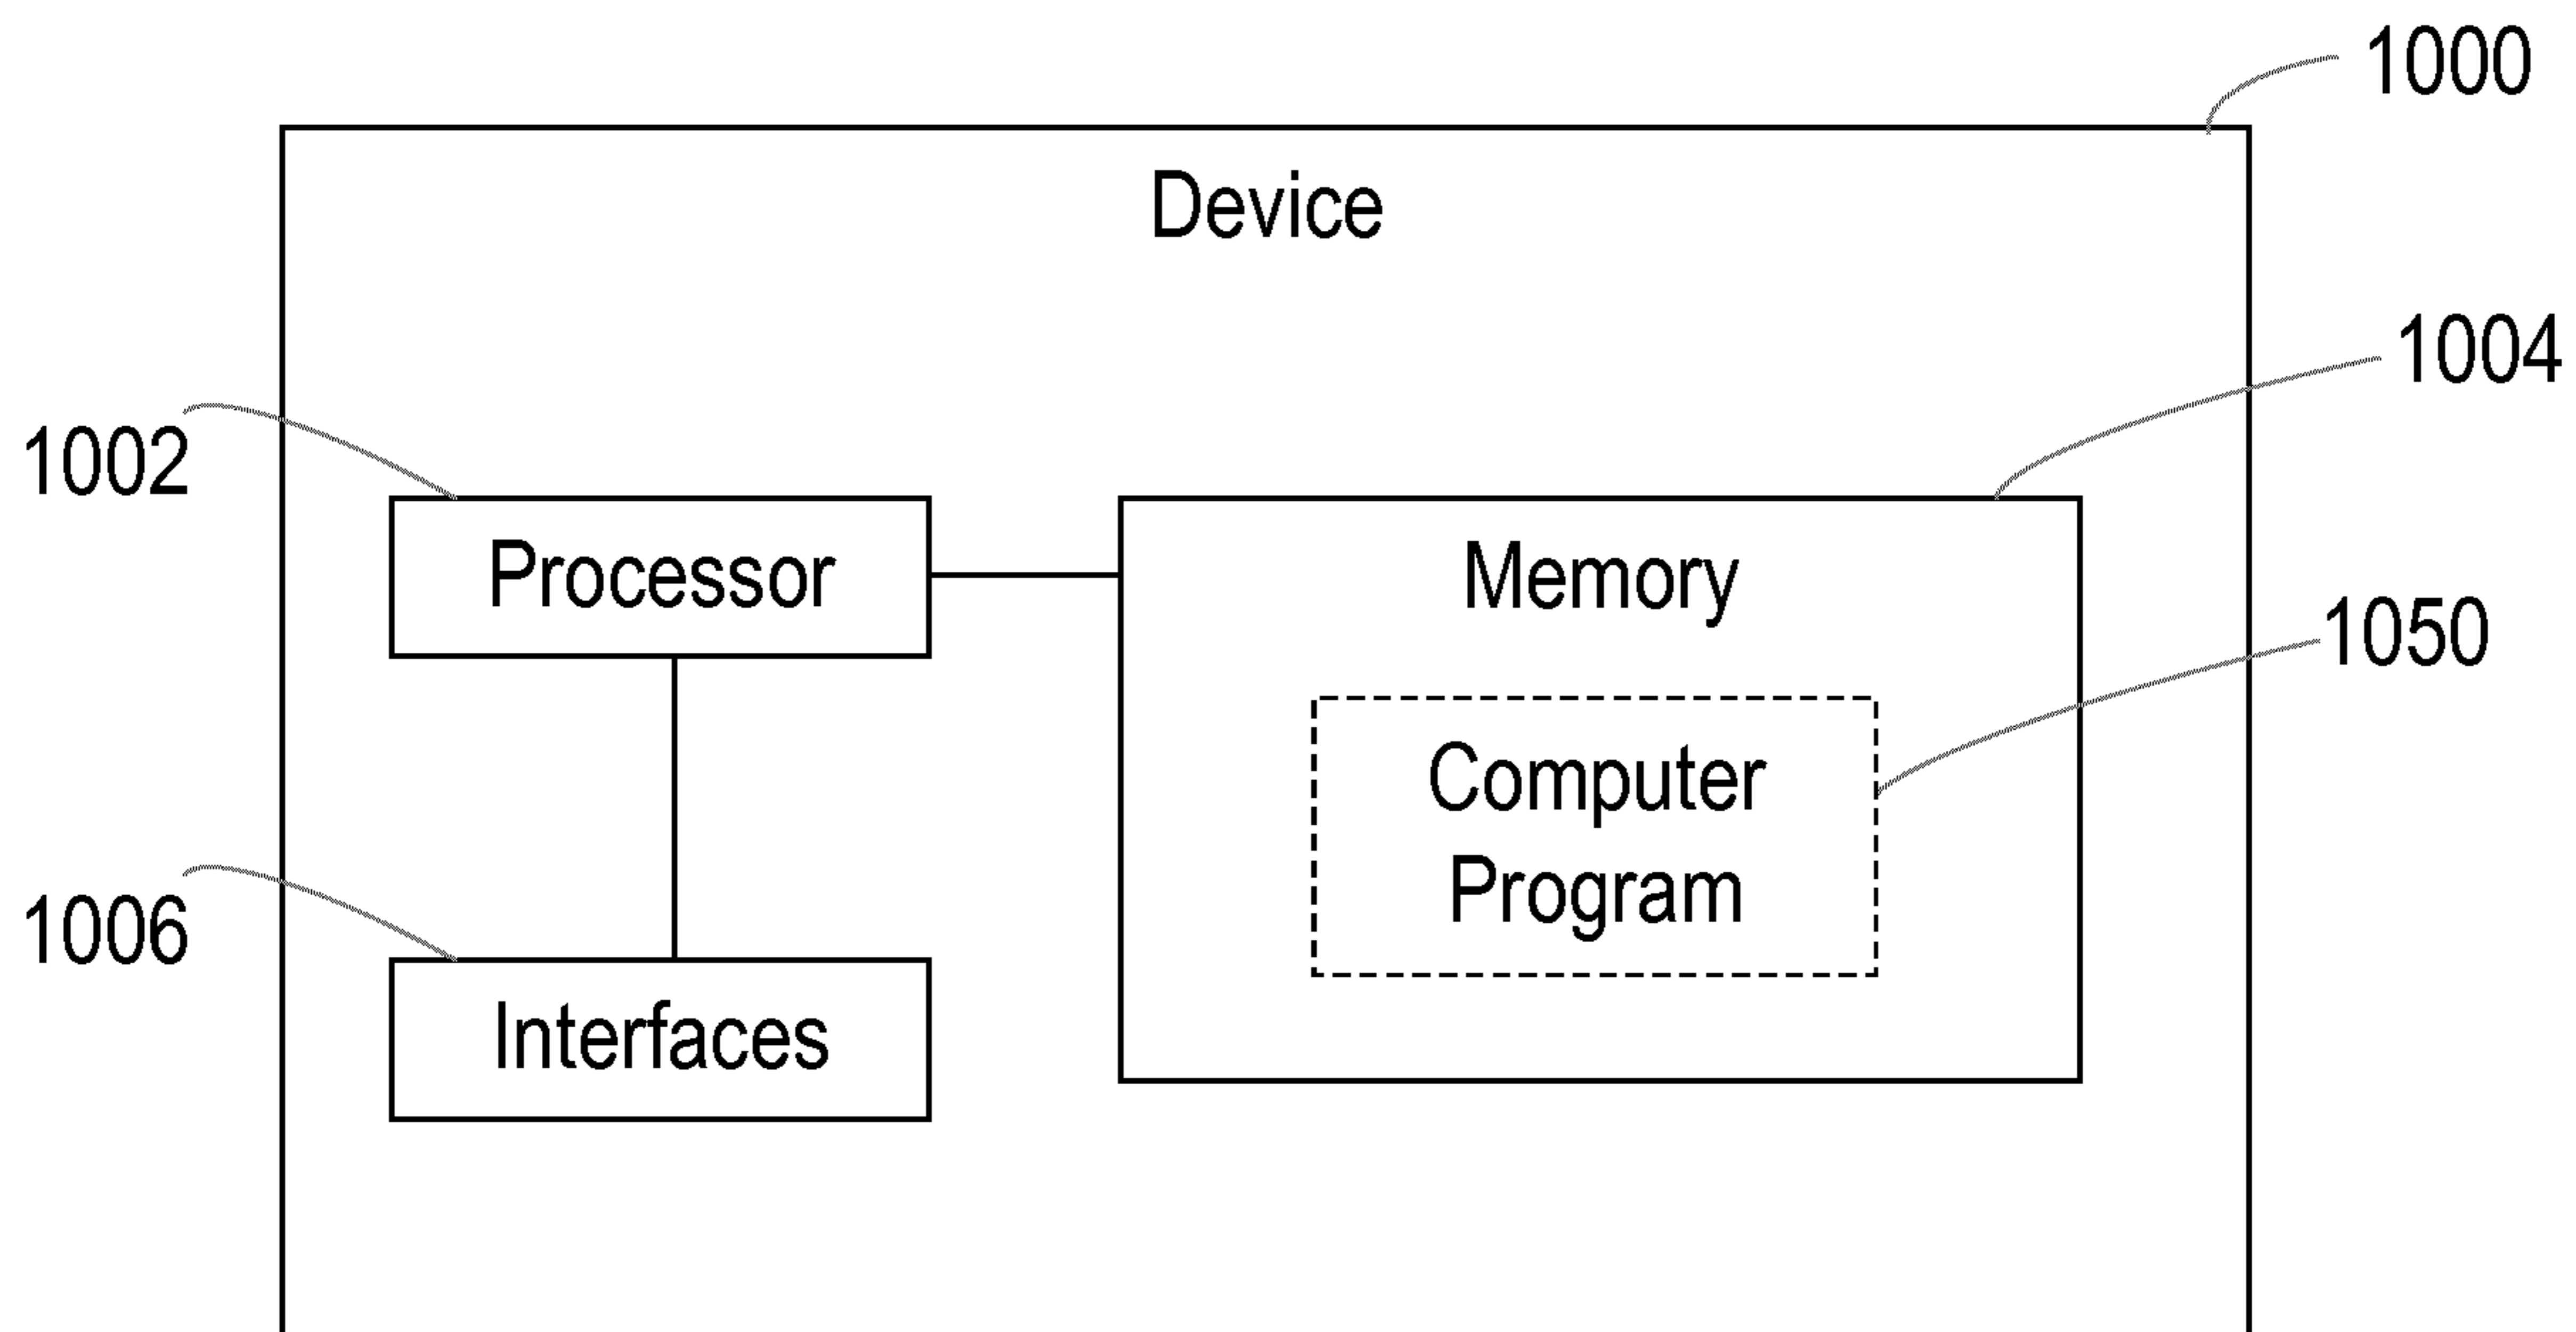 1000
Device
1004
1002
Processor
Memory
1050
Computer
Program
1006
Interfaces